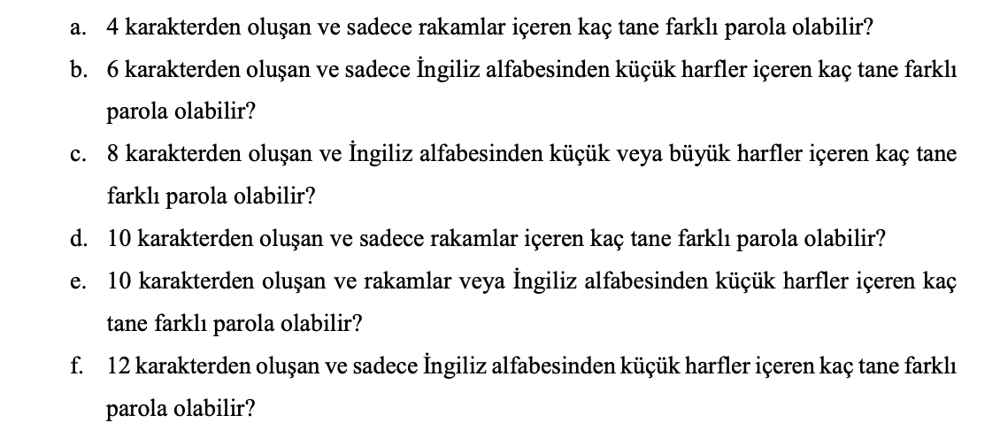 a. 4 karakterden oluşan ve sadece rakamlar içeren kaç tane farklı parola olabilir?
b. 6 karakterden oluşan ve sadece İngiliz alfabesinden küçük harfler içeren kaç tane farklı
parola olabilir?
c. 8 karakterden oluşan ve İngiliz alfabesinden küçük veya büyük harfler içeren kaç tane
farklı parola olabilir?
d. 10 karakterden oluşan ve sadece rakamlar içeren kaç tane farklı parola olabilir?
e. 10 karakterden oluşan ve rakamlar veya İngiliz alfabesinden küçük harfler içeren kaç
tane farklı parola olabilir?
f. 12 karakterden oluşan ve sadece İngiliz alfabesinden küçük harfler içeren kaç tane farklı
parola olabilir?